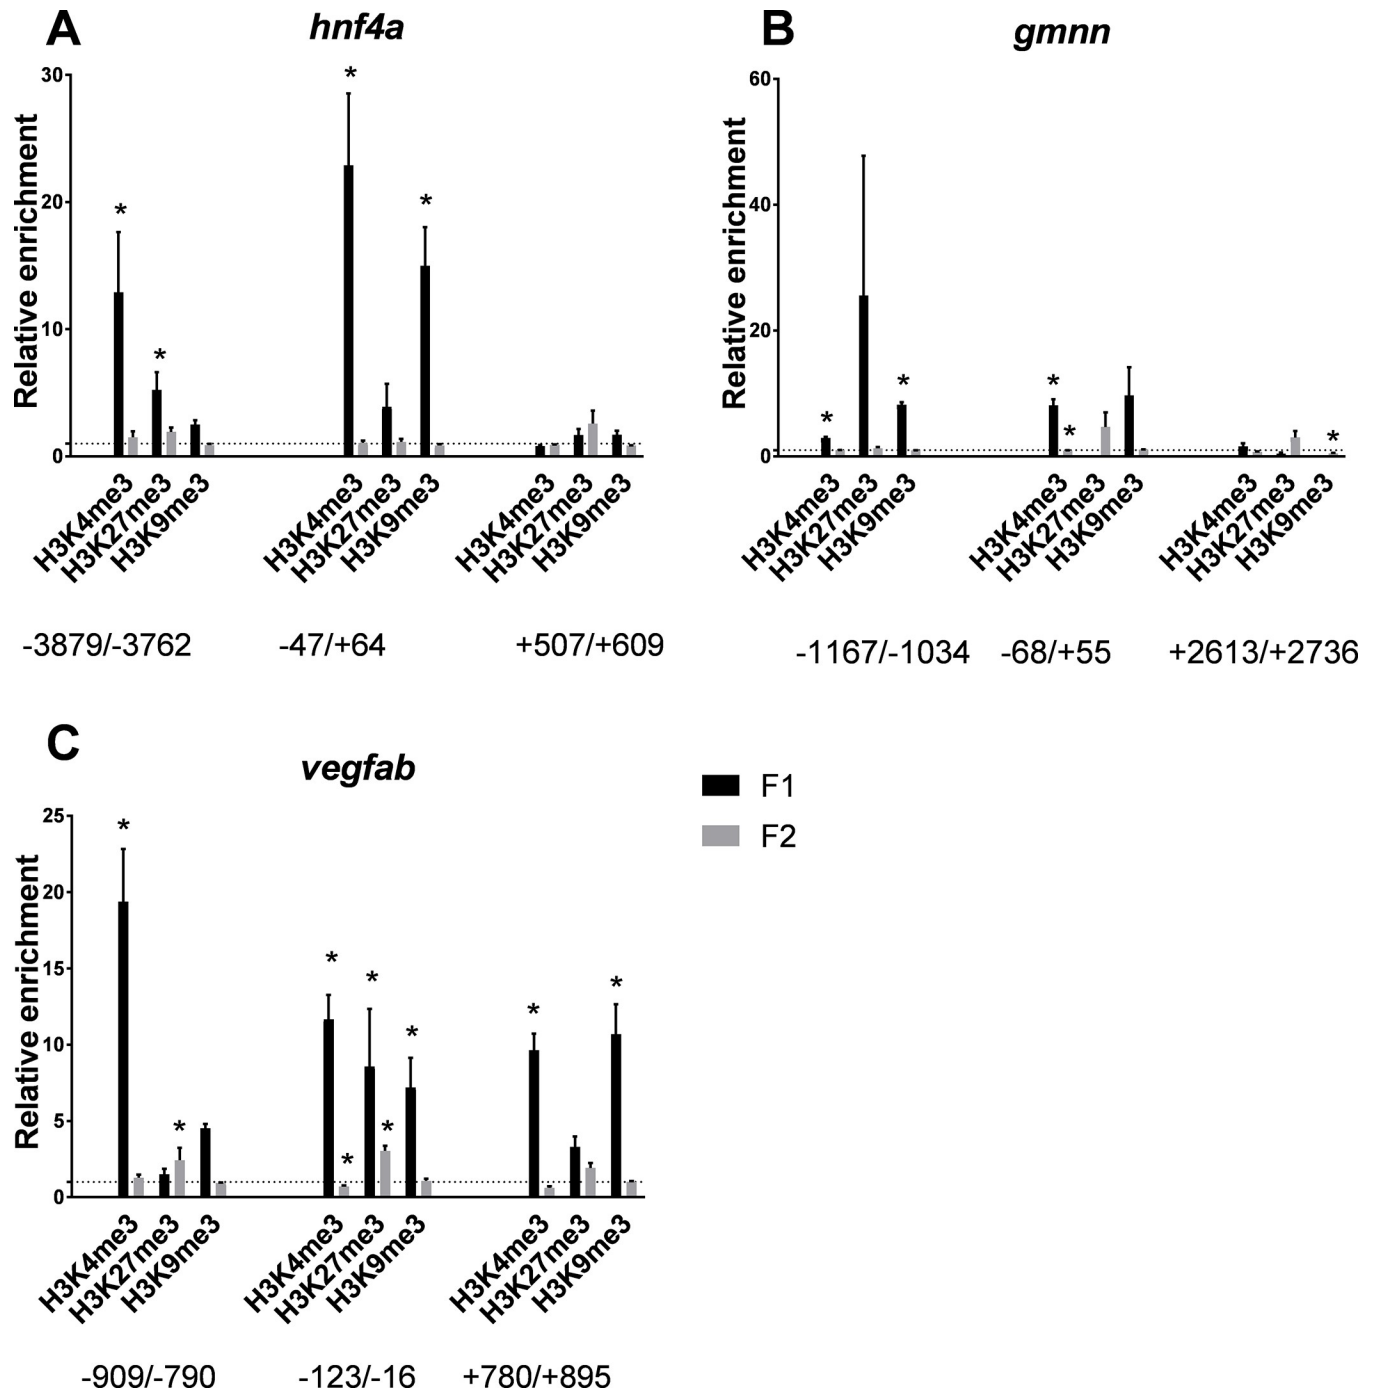 A
hnf4a
30
20
10
0
Relative enrichment
*
*
*
*
H3K4me3
H3K27me3
H3K9me3
H3K4me3
H3K27me3
H3K9me3
H3K4me3
H3K27me3
H3K9me3
-3879/-3762
-47/+64
+507/+609
B
gmnn
60
40
20
0
Relative enrichment
*
*
*
*
*
H3K4me3
H3K27me3
H3K9me3
H3K4me3
H3K27me3
H3K9me3
H3K4me3
H3K27me3
H3K9me3
-1167/-1034
-68/+55
+2613/+2736
C
vegfab
25
20
15
10
5
0
Relative enrichment
*
*
*
*
*
*
*
*
*
H3K4me3
H3K27me3
H3K9me3
H3K4me3
H3K27me3
H3K9me3
H3K4me3
H3K27me3
H3K9me3
-909/-790
-123/-16
+780/+895
F1
F2